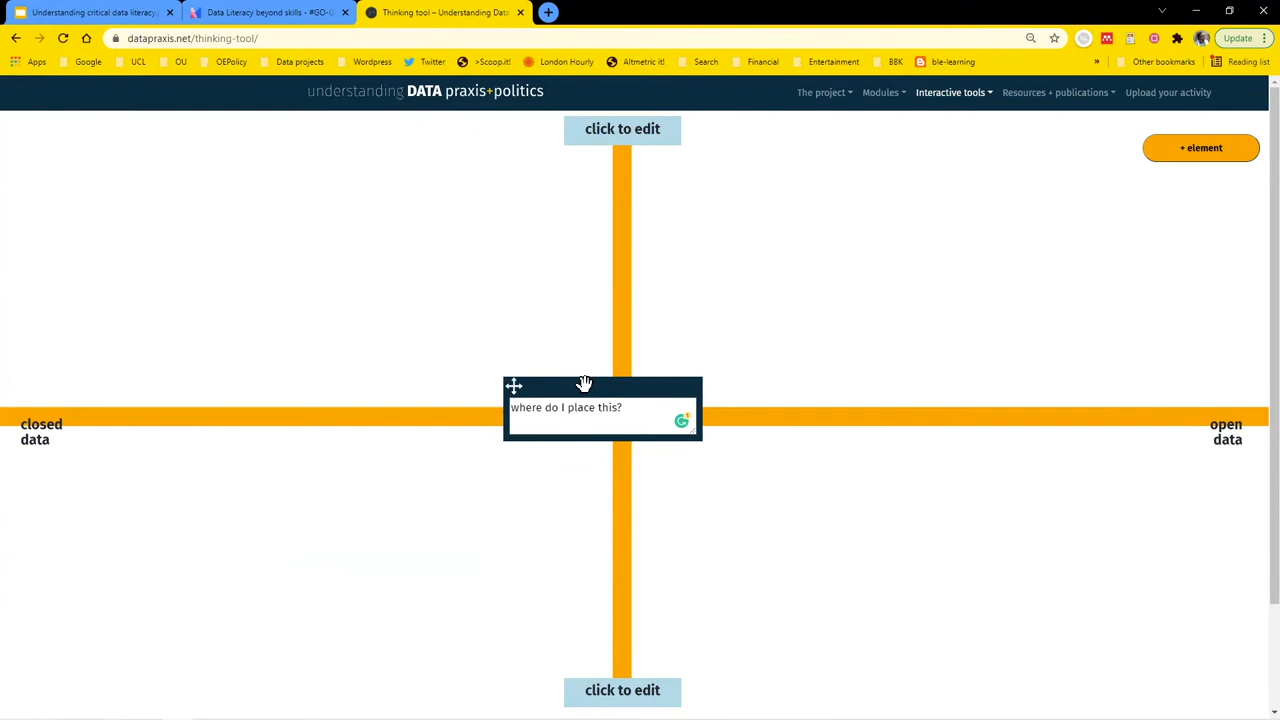 Understanding critical data literacy
Data Literacy beyond skills - #GO-G
Thinking tool – Understanding Data
datapraxis.net/thinking-tool/
Update
Apps
Google
UCL
OU
OEPolicy
Data projects
Wordpress
Twitter
>Scoop.it!
London Hourly
Altmetric it!
Search
Financial
Entertainment
BBK
ble-learning
»
Other bookmarks
Reading list
understanding DATA praxis+politics
The project
Modules
Interactive tools
Resources + publications
Upload your activity
click to edit
+ element
where do I place this?
closed
data
open
data
click to edit